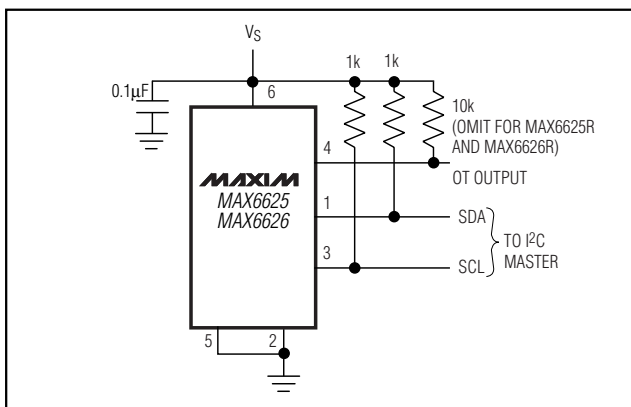 VS
1k 1k
0.1μF
6
10k
(OMIT FOR MAX6625R
AND MAX6626R)
4
OT OUTPUT
MAXIM
MAX6625
MAX6626
1
SDA
TO I2C
MASTER
3
SCL
5 2